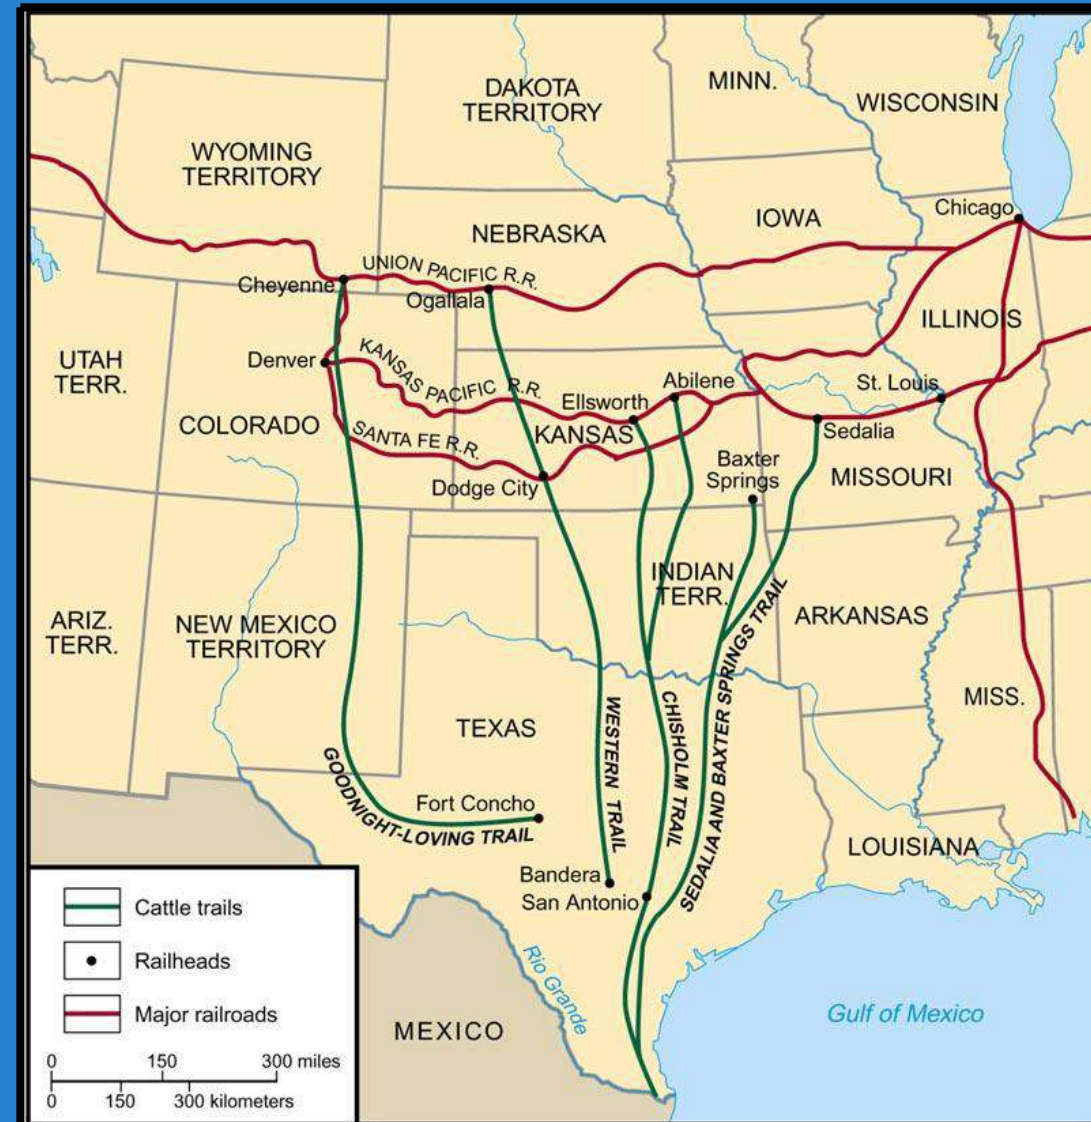 DAKOTA
TERRITORY
MINN.
WISCONSIN
WYOMING
TERRITORY
NEBRASKA
IOWA
Chicago
UNION PACIFIC R.R.
Cheyenne
Ogallala
ILLINOIS
UTAH
TERR.
Denver
KANSAS PACIFIC R.R.
Abilene
St. Louis
Ellsworth
COLORADO
SANTA FE R.R.
KANSAS
Sedalia
Dodge City
Baxter
Springs
MISSOURI
INDIAN
TERR.
ARIZ.
TERR.
NEW MEXICO
TERRITORY
ARKANSAS
TEXAS
MISS.
GOODNIGHT-LOVING TRAIL
WESTERN TRAIL
CHISHOLM TRAIL
SEDALIA AND BAXTER SPRINGS TRAIL
Fort Concho
LOUISIANA
Bandera
San Antonio
Rio Grande
MEXICO
Gulf of Mexico
Cattle trails
Railheads
Major railroads
0 150 300 miles
0 150 300 kilometers